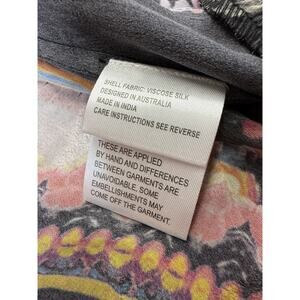 SHELL FABRIC: VISCOSE SILK
DESIGNED IN AUSTRALIA
MADE IN INDIA
CARE INSTRUCTIONS SEE REVERSE
THESE ARE APPLIED
BY HAND AND DIFFERENCES
BETWEEN GARMENTS ARE
UNAVOIDABLE. SOME
EMBELLISHMENTS MAY
COME OFF THE GARMENT.